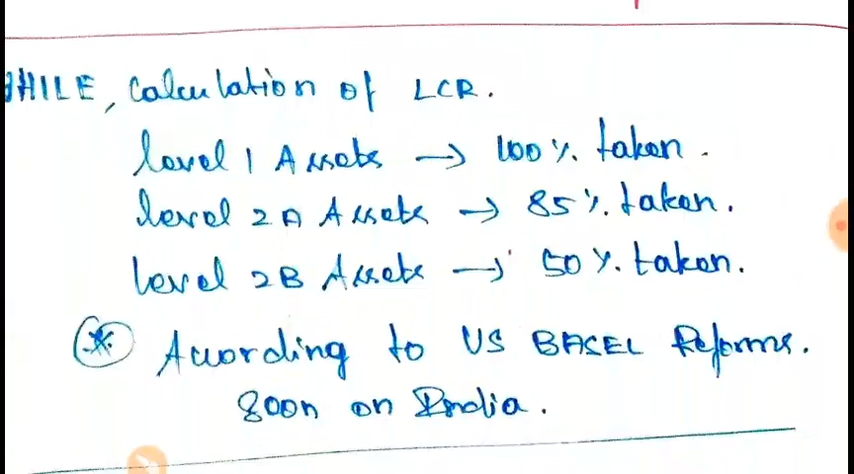 WHILE, Calculation of LCR.
level 1 Assets → 100%. taken.
level 2A Assets → 85%. taken.
level 2B Assets → 50%. taken.
* According to US BASEL Reforms.
soon on India.